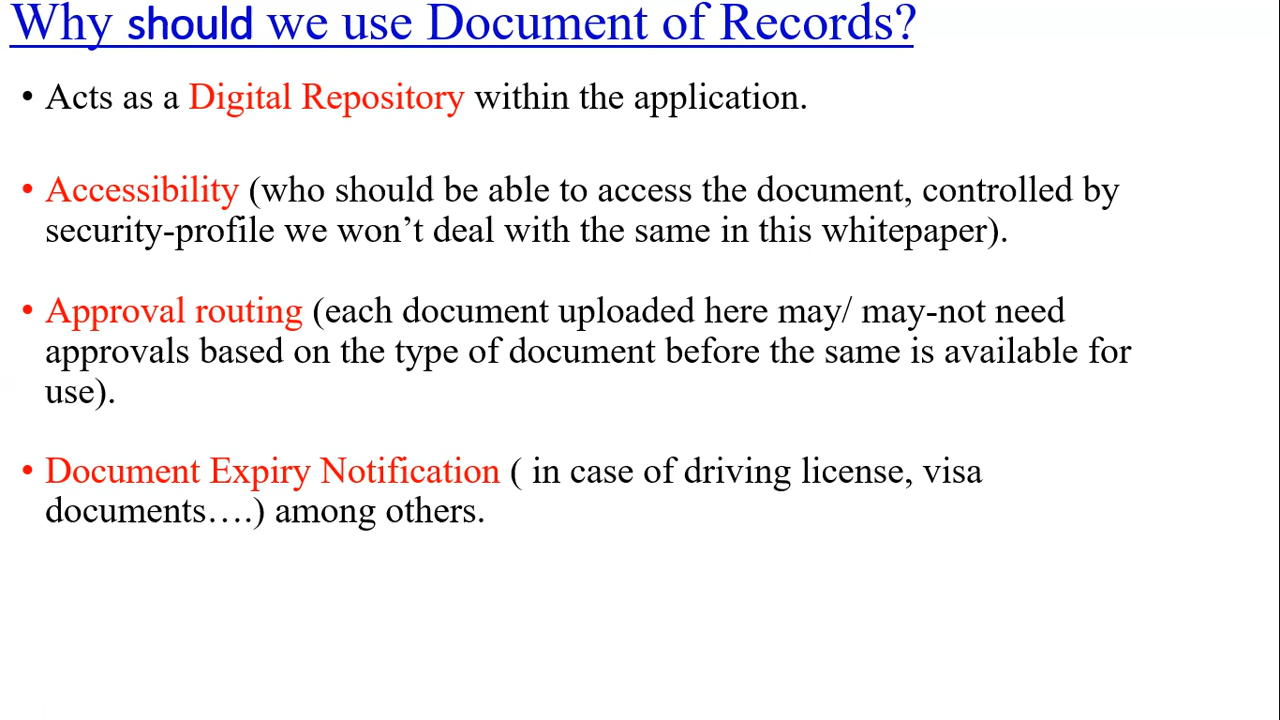 Why should we use Document of Records?
• Acts as a Digital Repository within the application.
• Accessibility (who should be able to access the document, controlled by
security-profile we won’t deal with the same in this whitepaper).
• Approval routing (each document uploaded here may/ may-not need
approvals based on the type of document before the same is available for
use).
• Document Expiry Notification ( in case of driving license, visa
documents….) among others.